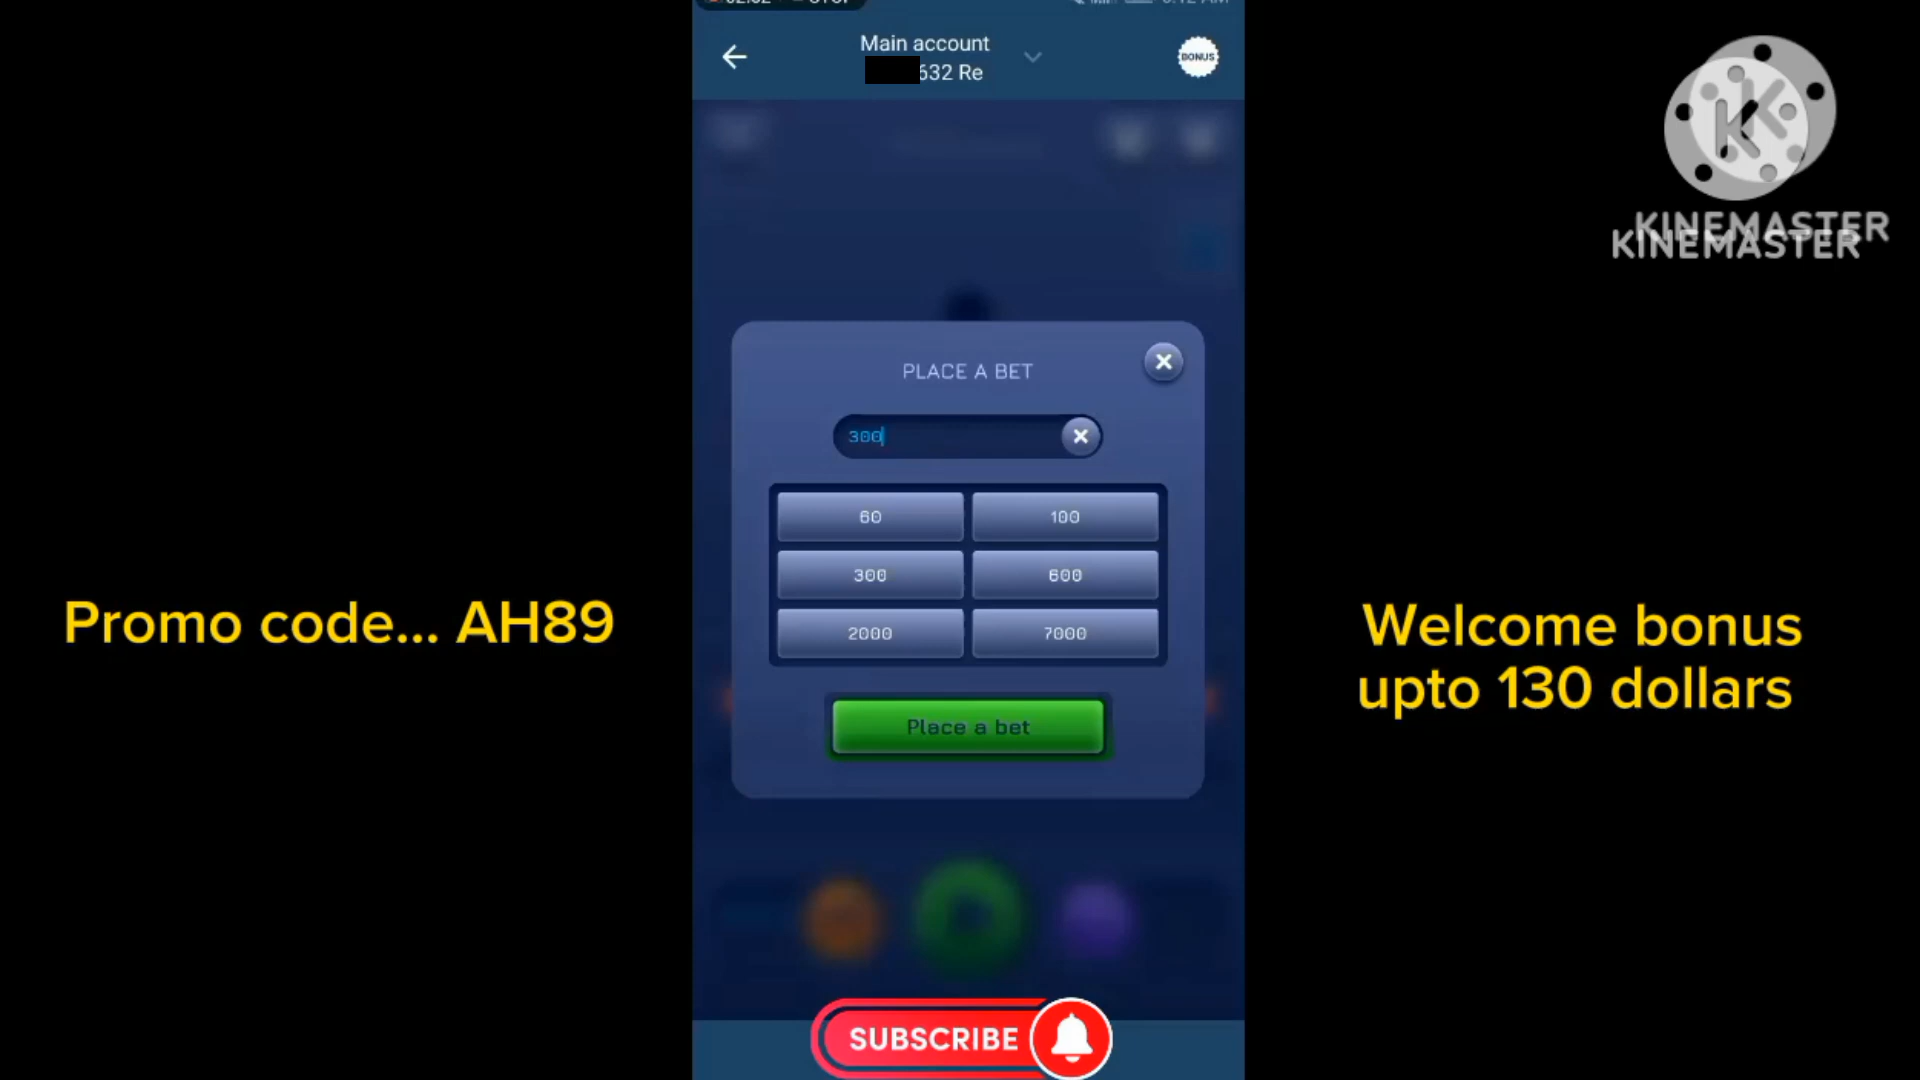 Main account
632 Re
BONUS
KINEMASTER
KINEMASTER
PLACE A BET
300
60
100
300
600
2000
7000
Place a bet
Promo code... AH89
Welcome bonus
upto 130 dollars
SUBSCRIBE